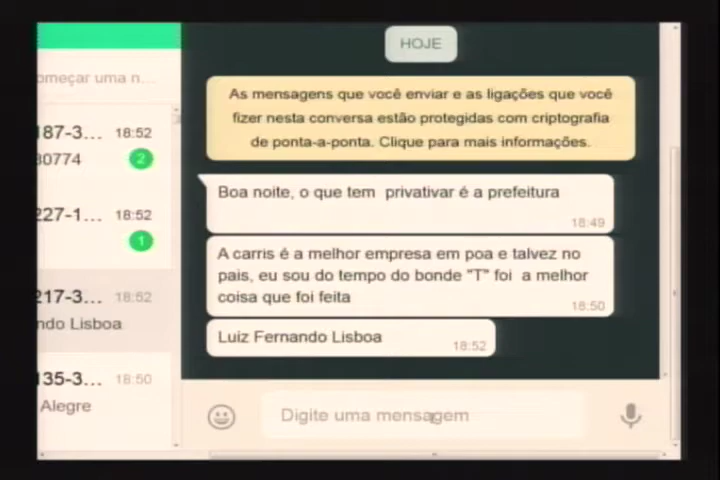 HOJE
omeçar uma n...
As mensagens que você enviar e as ligações que você
fizer nesta conversa estão protegidas com criptografia
de ponta-a-ponta. Clique para mais informações.
187-3... 18:52
30774 2
Boa noite, o que tem privativar é a prefeitura
18:49
227-1... 18:52
1
A carris é a melhor empresa em poa e talvez no
pais, eu sou do tempo do bonde "T" foi a melhor
coisa que foi feita
18:50
217-3... 18:52
ndo Lisboa
Luiz Fernando Lisboa
18:52
135-3... 18:50
Alegre
Digite uma mensagem